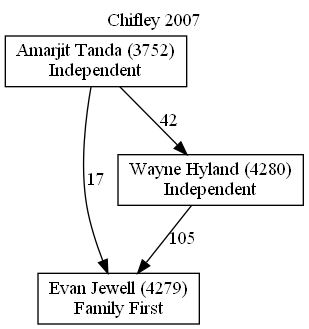 Chifley 2007
Amarjit Tanda (3752)
Independent
42
17
Wayne Hyland (4280)
Independent
105
Evan Jewell (4279)
Family First